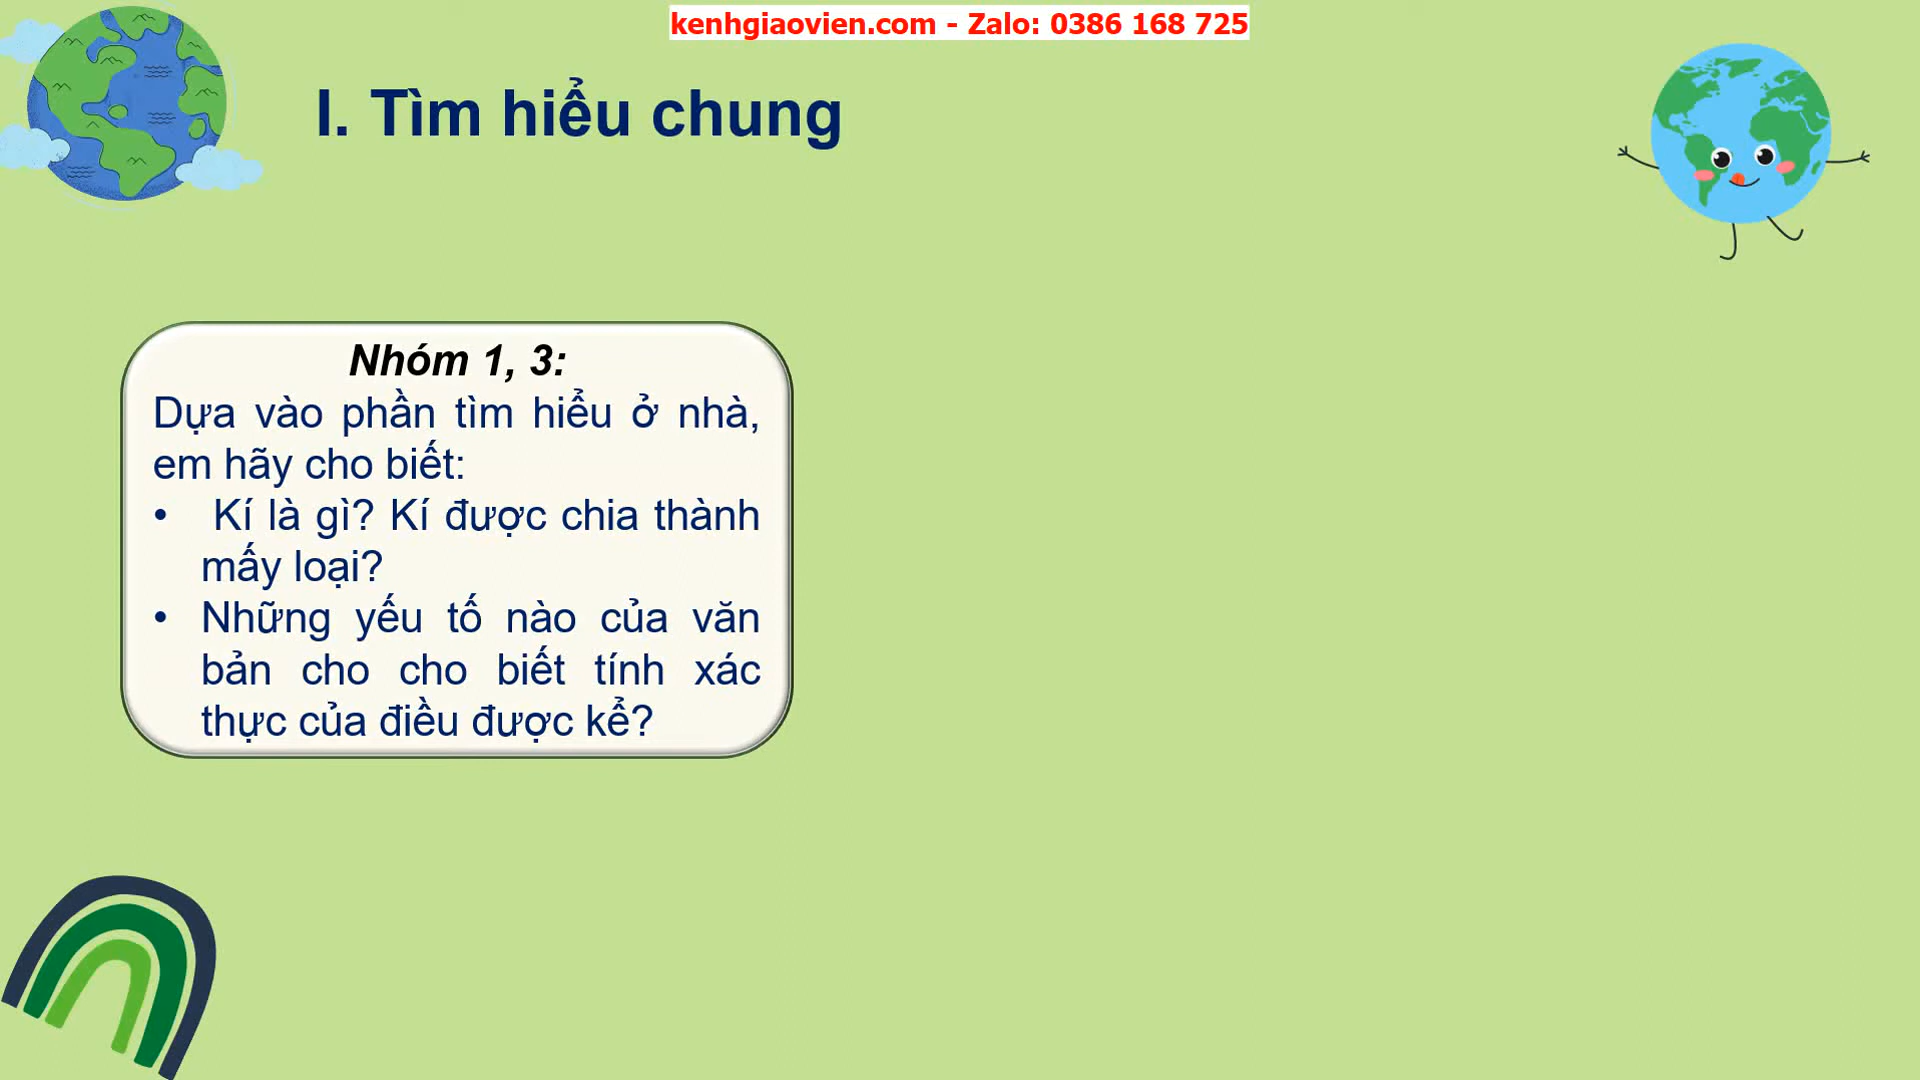 kenhgiaovien.com - Zalo: 0386 168 725
I. Tìm hiểu chung
Nhóm 1, 3:
Dựa vào phần tìm hiểu ở nhà,
em hãy cho biết:
• Kí là gì? Kí được chia thành
mấy loại?
• Những yếu tố nào của văn
bản cho cho biết tính xác
thực của điều được kể?